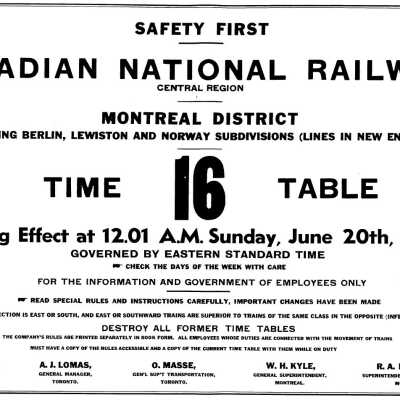 SAFETY FIRST
ADIAN NATIONAL RAILW
CENTRAL REGION
MONTREAL DISTRICT
NG BERLIN, LEWISTON AND NORWAY SUBDIVISIONS (LINES IN NEW EN
TIME 16 TABLE
g Effect at 12.01 A.M. Sunday, June 20th,
GOVERNED BY EASTERN STANDARD TIME
☛ CHECK THE DAYS OF THE WEEK WITH CARE
FOR THE INFORMATION AND GOVERNMENT OF EMPLOYEES ONLY
☛ READ SPECIAL RULES AND INSTRUCTIONS CAREFULLY, IMPORTANT CHANGES HAVE BEEN MADE
ECTION IS EAST OR SOUTH, AND EAST OR SOUTHWARD TRAINS ARE SUPERIOR TO TRAINS OF THE SAME CLASS IN THE OPPOSITE (INFE
DESTROY ALL FORMER TIME TABLES
THE COMPANY'S RULES ARE PRINTED SEPARATELY IN BOOK FORM. ALL EMPLOYEES WHOSE DUTIES ARE CONNECTED WITH THE MOVEMENT OF TRAINS
MUST HAVE A COPY OF THE RULES ACCESSIBLE AND A COPY OF THE CURRENT TIME TABLE WITH THEM WHILE ON DUTY
A. J. LOMAS, O. MASSE, W. H. KYLE, R. A.
GENERAL MANAGER, GEN'L SUP'T TRANSPORTATION, GENERAL SUPERINTENDENT, SUPERINTENDE
TORONTO. TORONTO. MONTREAL.